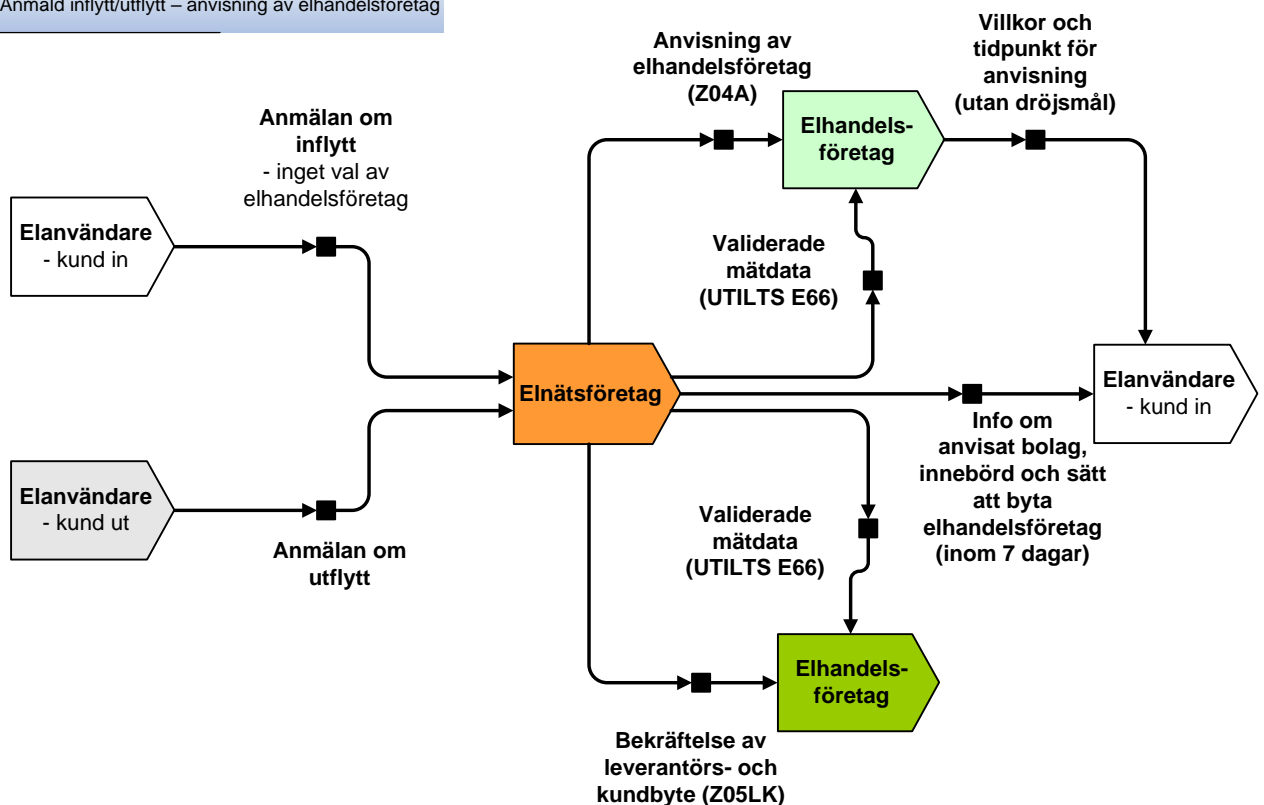 Anmäld inflytt/utflytt – anvisning av elhandelsföretag
Anmälan om
inflytt
- inget val av
elhandelsföretag
Elanvändare
- kund in
Elanvändare
- kund ut
Anmälan om
utflytt
Elnätsföretag
Anvisning av
elhandelsföretag
(Z04A)
Elhandels-
företag
Villkor och
tidpunkt för
anvisning
(utan dröjsmål)
Validerade
mätdata
(UTILTS E66)
Elanvändare
- kund in
Info om
anvisat bolag,
innebörd och sätt
att byta
elhandelsföretag
(inom 7 dagar)
Validerade
mätdata
(UTILTS E66)
Elhandels-
företag
Bekräftelse av
leverantörs- och
kundbyte (Z05LK)